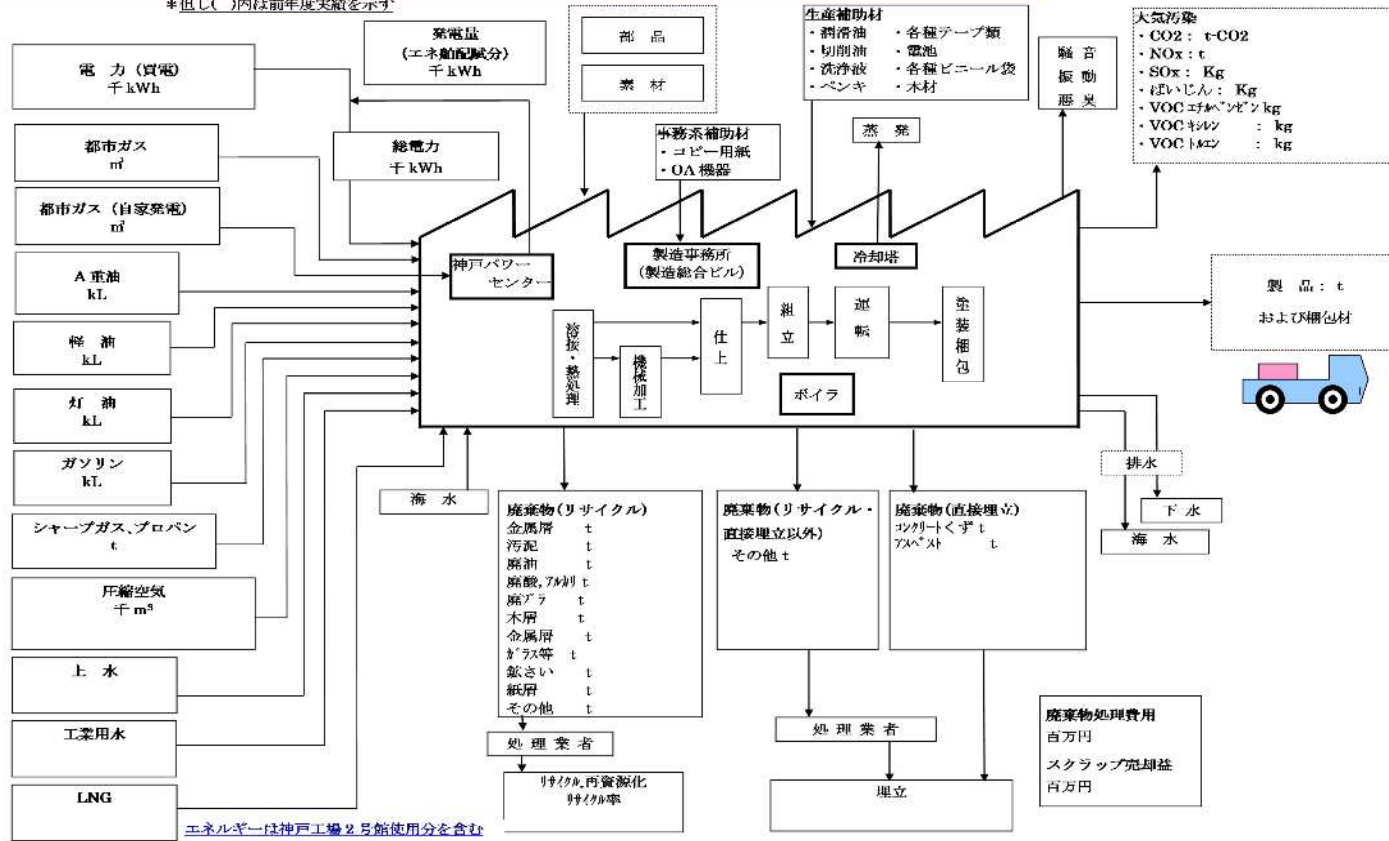 *但し( )内は前年度実績を示す
電 力 (買電)
千 kWh
都市ガス
㎥
都市ガス (自家発電)
㎥
A 重油
kL
軽 油
kL
灯 油
kL
ガソリン
kL
シャープガス、プロパン
t
圧縮空気
千 m³
上 水
工業用水
LNG
発電量
(エネ舶配賦分)
千 kWh
総電力
千 kWh
部 品
素 材
事務系補助材
・コピー用紙
・OA 機器
生産補助材
・潤滑油 ・各種テープ類
・切削油 ・電池
・洗浄液 ・各種ビニール袋
・ペンキ ・木材
蒸 発
騒 音
振 動
悪 臭
大気汚染
・CO2： t-CO2
・NOx：t
・SOx： Kg
・ばいじん： Kg
・VOC エチルベンゼン kg
・VOC キシレン ： kg
・VOC トルエン ： kg
神戸パワー
センター
製造事務所
(製造総合ビル)
冷却塔
溶接・熱処理
機械加工
仕上
組立
運転
塗装梱包
ボイラ
製 品： t
および梱包材
海 水
排水
下 水
海 水
廃棄物(リサイクル)
金属屑 t
汚泥 t
廃油 t
廃酸,アルカリ t
廃プラ t
木屑 t
金属屑 t
ガラス等 t
鉱さい t
紙屑 t
その他 t
処 理 業 者
リサイクル,再資源化
リサイクル率
廃棄物(リサイクル・
直接埋立以外)
その他 t
処 理 業 者
廃棄物(直接埋立)
コンクリートくず t
アスベスト t
埋立
廃棄物処理費用
百万円
スクラップ売却益
百万円
エネルギーは神戸工場 2 号館使用分を含む